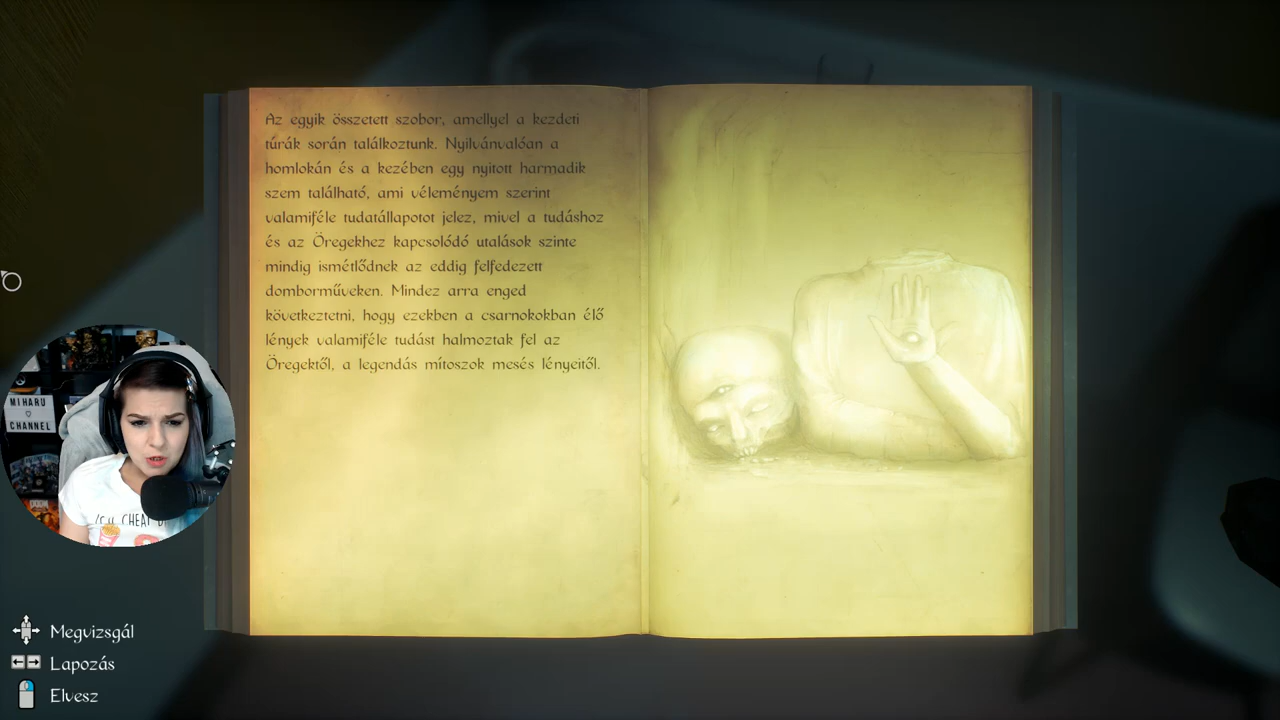 Az egyik összetett szobor, amellyel a kezdeti
túrák során találkoztunk. Nyilvánvalóan a
homlokán és a kezében egy nyitott harmadik
szem található, ami véleményem szerint
valamiféle tudatállapotot jelez, mivel a tudáshoz
és az Öregekhez kapcsolódó utalások szinte
mindig ismétlődnek az eddig felfedezett
domborműveken. Mindez arra enged
következtetni, hogy ezekben a csarnokokban élő
lények valamiféle tudást halmoztak fel az
Öregektől, a legendás mítoszok mesés lényeitől.
MIHARU
CHANNEL
Megvizsgál
Lapozás
Elvesz